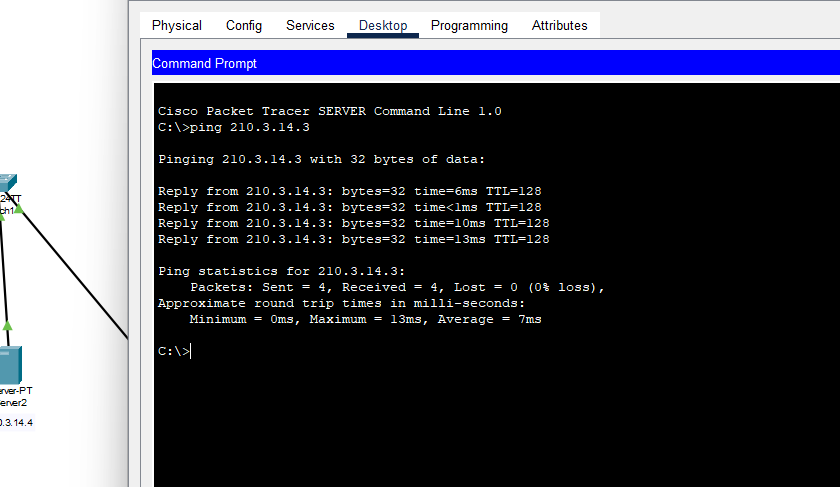 Physical Config Services Desktop Programming Attributes
Command Prompt
Cisco Packet Tracer SERVER Command Line 1.0
C:\>ping 210.3.14.3
Pinging 210.3.14.3 with 32 bytes of data:
Reply from 210.3.14.3: bytes=32 time=6ms TTL=128
Reply from 210.3.14.3: bytes=32 time<1ms TTL=128
Reply from 210.3.14.3: bytes=32 time=10ms TTL=128
Reply from 210.3.14.3: bytes=32 time=13ms TTL=128
Ping statistics for 210.3.14.3:
Packets: Sent = 4, Received = 4, Lost = 0 (0% loss),
Approximate round trip times in milli-seconds:
Minimum = 0ms, Maximum = 13ms, Average = 7ms
C:\>
24TT
ch1
erver-PT
erver2
0.3.14.4